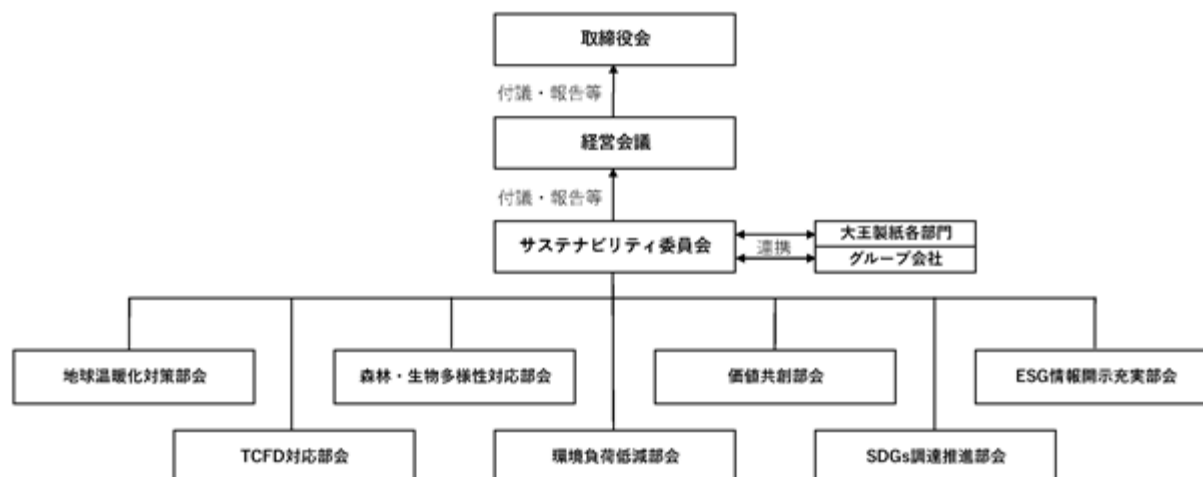 取締役会
付議・報告等
経営会議
付議・報告等
サステナビリティ委員会
連携
大王製紙各部門
グループ会社
地球温暖化対策部会
森林・生物多様性対応部会
価値共創部会
ESG情報開示充実部会
TCFD対応部会
環境負荷低減部会
SDGs調達推進部会